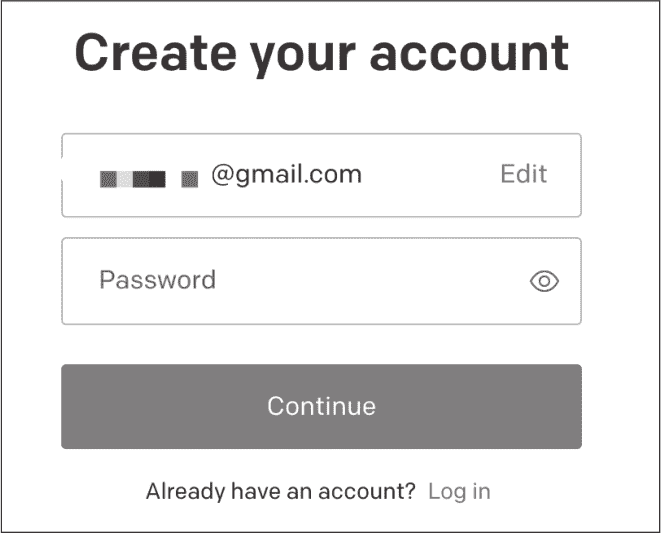 Create your account
@gmail.com Edit
Password
Continue
Already have an account? Log in